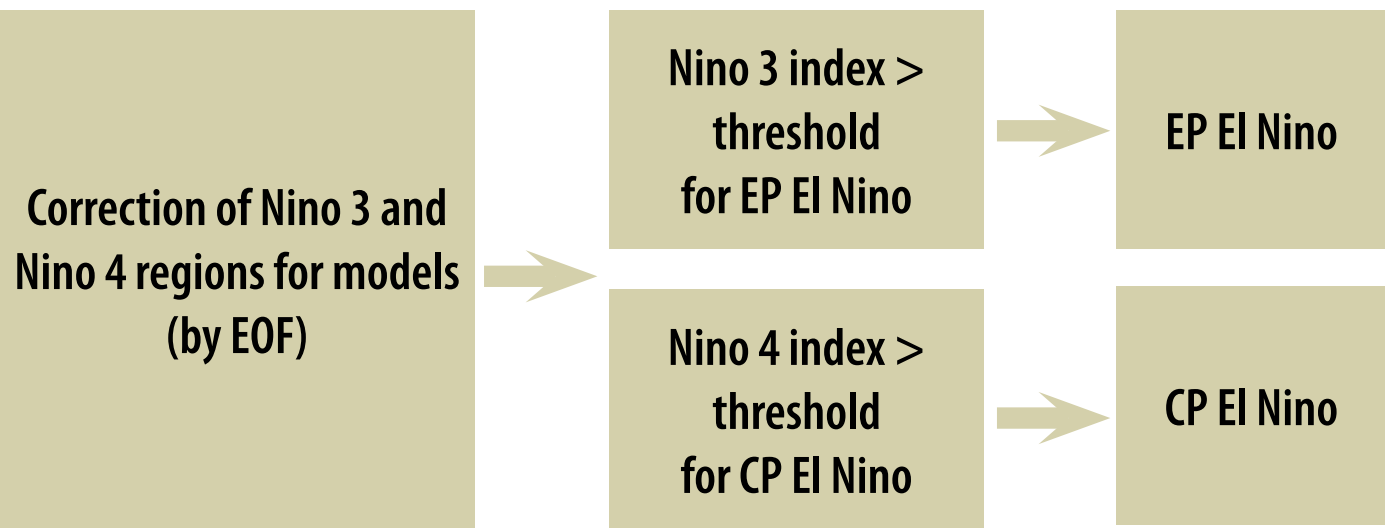 Correction of Nino 3 and
Nino 4 regions for models
(by EOF)
Nino 3 index >
threshold
for EP El Nino
EP El Nino
Nino 4 index >
threshold
for CP El Nino
CP El Nino